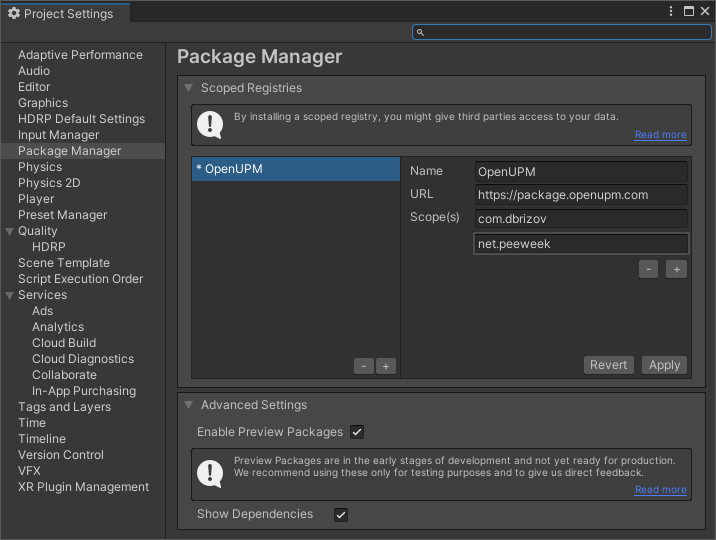 Project Settings
Adaptive Performance
Audio
Editor
Graphics
HDRP Default Settings
Input Manager
Package Manager
Physics
Physics 2D
Player
Preset Manager
Quality
HDRP
Scene Template
Script Execution Order
Services
Ads
Analytics
Cloud Build
Cloud Diagnostics
Collaborate
In-App Purchasing
Tags and Layers
Time
Timeline
Version Control
VFX
XR Plugin Management
Package Manager
Scoped Registries
By installing a scoped registry, you might give third parties access to your data.
Read more
* OpenUPM
- +
Name OpenUPM
URL https://package.openupm.com
Scope(s) com.dbrizov
net.peeweek
- +
Revert Apply
Advanced Settings
Enable Preview Packages
Preview Packages are in the early stages of development and not yet ready for production.
We recommend using these only for testing purposes and to give us direct feedback.
Read more
Show Dependencies